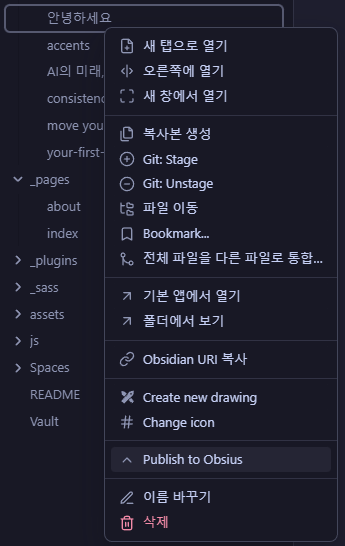 안녕하세요
accents
AI의 미래,
consistenc
move you
your-first-
_pages
about
index
_plugins
_sass
assets
js
Spaces
README
Vault
새 탭으로 열기
오른쪽에 열기
새 창에서 열기
복사본 생성
Git: Stage
Git: Unstage
파일 이동
Bookmark...
전체 파일을 다른 파일로 통합...
기본 앱에서 열기
폴더에서 보기
Obsidian URI 복사
Create new drawing
Change icon
Publish to Obsius
이름 바꾸기
삭제